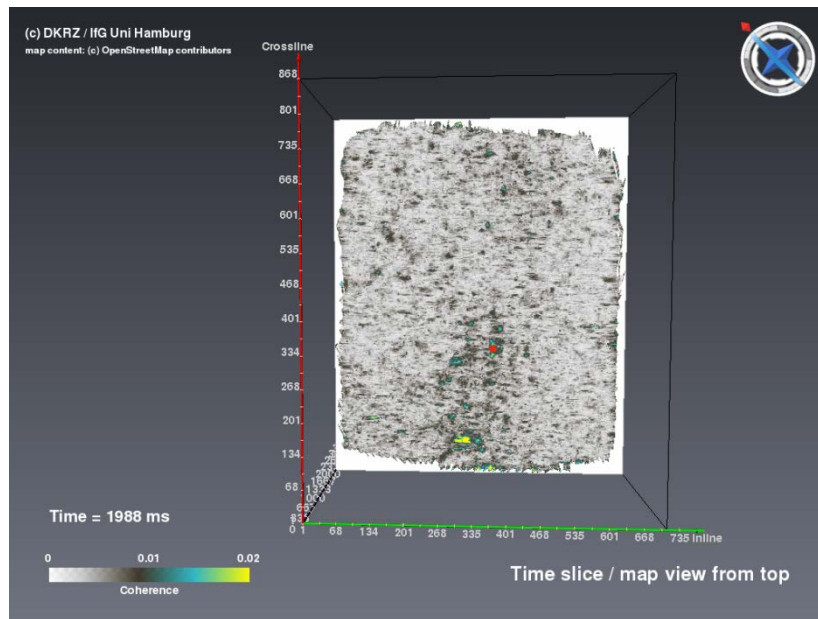 (c) DKRZ / IfG Uni Hamburg
map content: (c) OpenStreetMap contributors
Crossline
868
801
735
668
601
535
468
401
334
268
201
134
68
0 1 68 134 201 268 335 401 468 535 601 668 735 Inline
Time = 1988 ms
0 0.01 0.02
Coherence
Time slice / map view from top